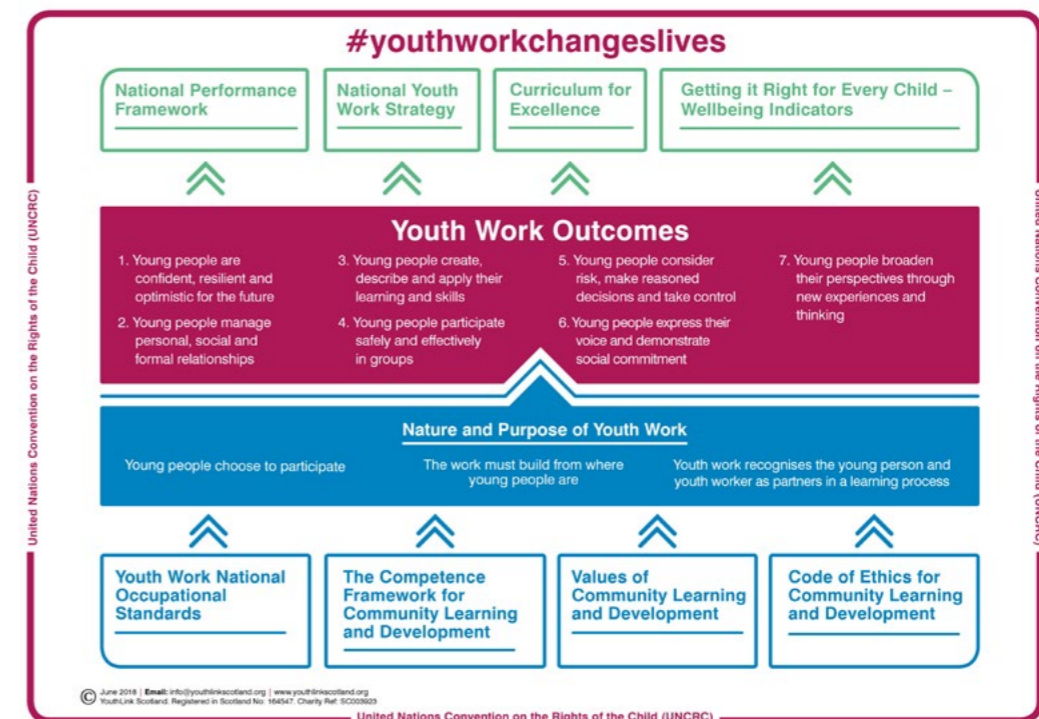 #youthworkchangeslives
National Performance
Framework
National Youth
Work Strategy
Curriculum for
Excellence
Getting it Right for Every Child –
Wellbeing Indicators
United Nations Convention on the Rights of the Child (UNCRC)
Youth Work Outcomes
1. Young people are
confident, resilient and
optimistic for the future
2. Young people manage
personal, social and
formal relationships
3. Young people create,
describe and apply their
learning and skills
4. Young people participate
safely and effectively
in groups
5. Young people consider
risk, make reasoned
decisions and take control
6. Young people express their
voice and demonstrate
social commitment
7. Young people broaden
their perspectives through
new experiences and
thinking
United Nations Convention on the Rights of the Child (UNCRC)
Nature and Purpose of Youth Work
Young people choose to participate
The work must build from where
young people are
Youth work recognises the young person and
youth worker as partners in a learning process
Youth Work National
Occupational
Standards
The Competence
Framework for
Community Learning
and Development
Values of
Community Learning
and Development
Code of Ethics for
Community Learning
and Development
© June 2018 | Email: info@youthlinkscotland.org | www.youthlinkscotland.org
YouthLink Scotland. Registered in Scotland No: 164547. Charity Ref: SC003923
United Nations Convention on the Rights of the Child (UNCRC)